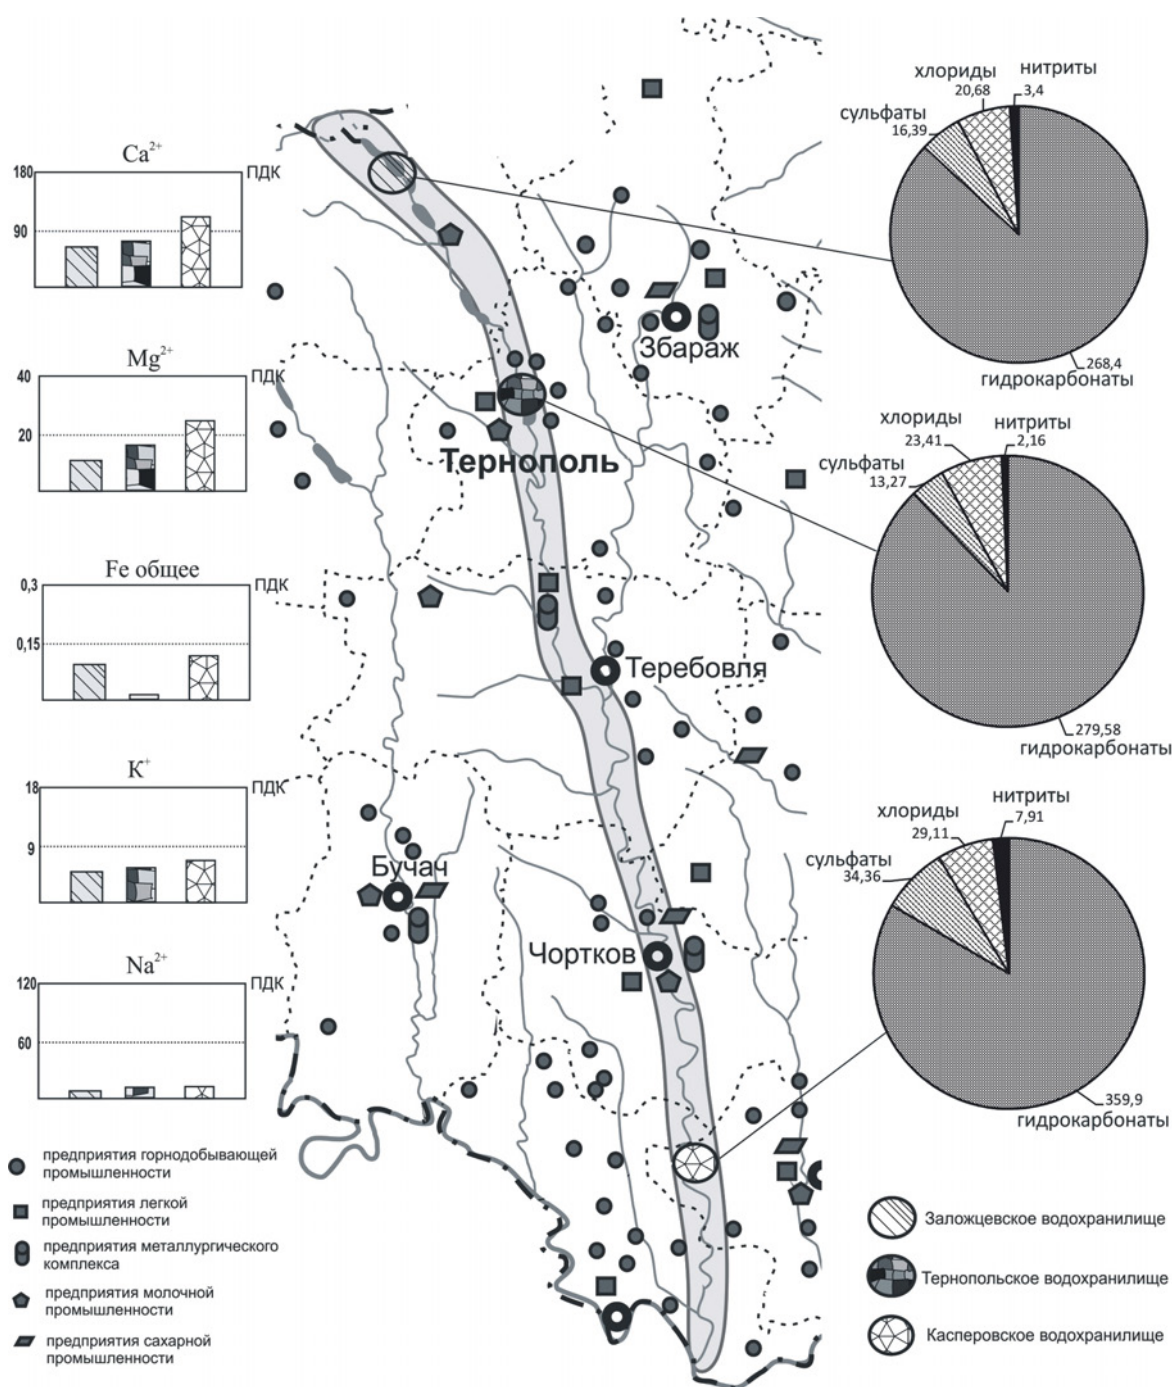 Ca²⁺
180
ПДК
90
Mg²⁺
40
ПДК
20
Fe общее
0,3
ПДК
0,15
К⁺
18
ПДК
9
Na²⁺
120
ПДК
60
предприятия горнодобывающей
промышленности
предприятия легкой
промышленности
предприятия металлургического
комплекса
предприятия молочной
промышленности
предприятия сахарной
промышленности
Збараж
Тернополь
Теребовля
Бучач
Чортков
хлориды
20,68
нитриты
3,4
сульфаты
16,39
268,4
гидрокарбонаты
хлориды
23,41
нитриты
2,16
сульфаты
13,27
279,58
гидрокарбонаты
хлориды
29,11
нитриты
7,91
сульфаты
34,36
359,9
гидрокарбонаты
Заложцевское водохранилище
Тернопольское водохранилище
Касперовское водохранилище